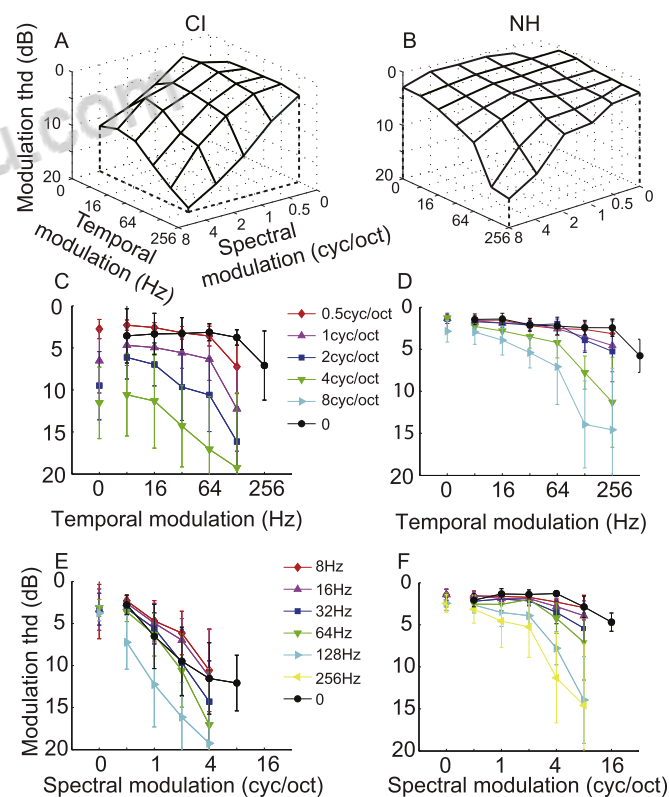 CI
NH
A
B
Modulation thd (dB)
0
10
20
0
16
64
256
8
4
2
1
0.5
0
Temporal
modulation (Hz)
Spectral
modulation (cyc/oct)
0
10
20
0
16
64
256
8
4
2
1
0.5
0
u.com
C
D
0
5
10
15
20
0
16
64
256
Temporal modulation (Hz)
0.5cyc/oct
1cyc/oct
2cyc/oct
4cyc/oct
8cyc/oct
0
0
5
10
15
20
0
16
64
256
Temporal modulation (Hz)
E
F
Modulation thd (dB)
0
5
10
15
20
0
1
4
16
Spectral modulation (cyc/oct)
8Hz
16Hz
32Hz
64Hz
128Hz
256Hz
0
0
5
10
15
20
0
1
4
16
Spectral modulation (cyc/oct)